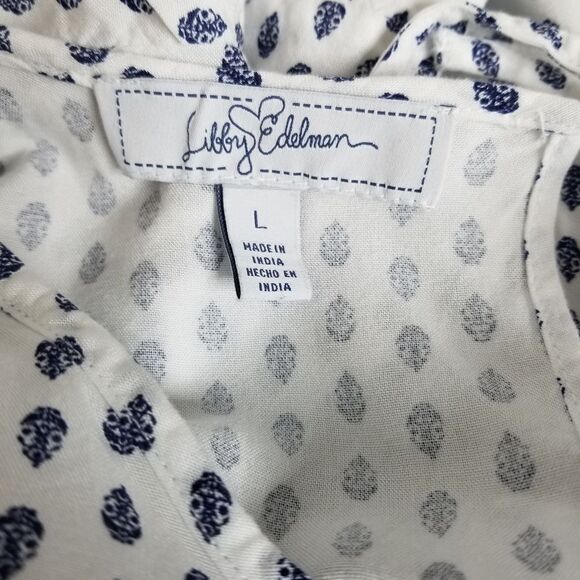 Libby Edelman
L
MADE IN
INDIA
HECHO EN
INDIA